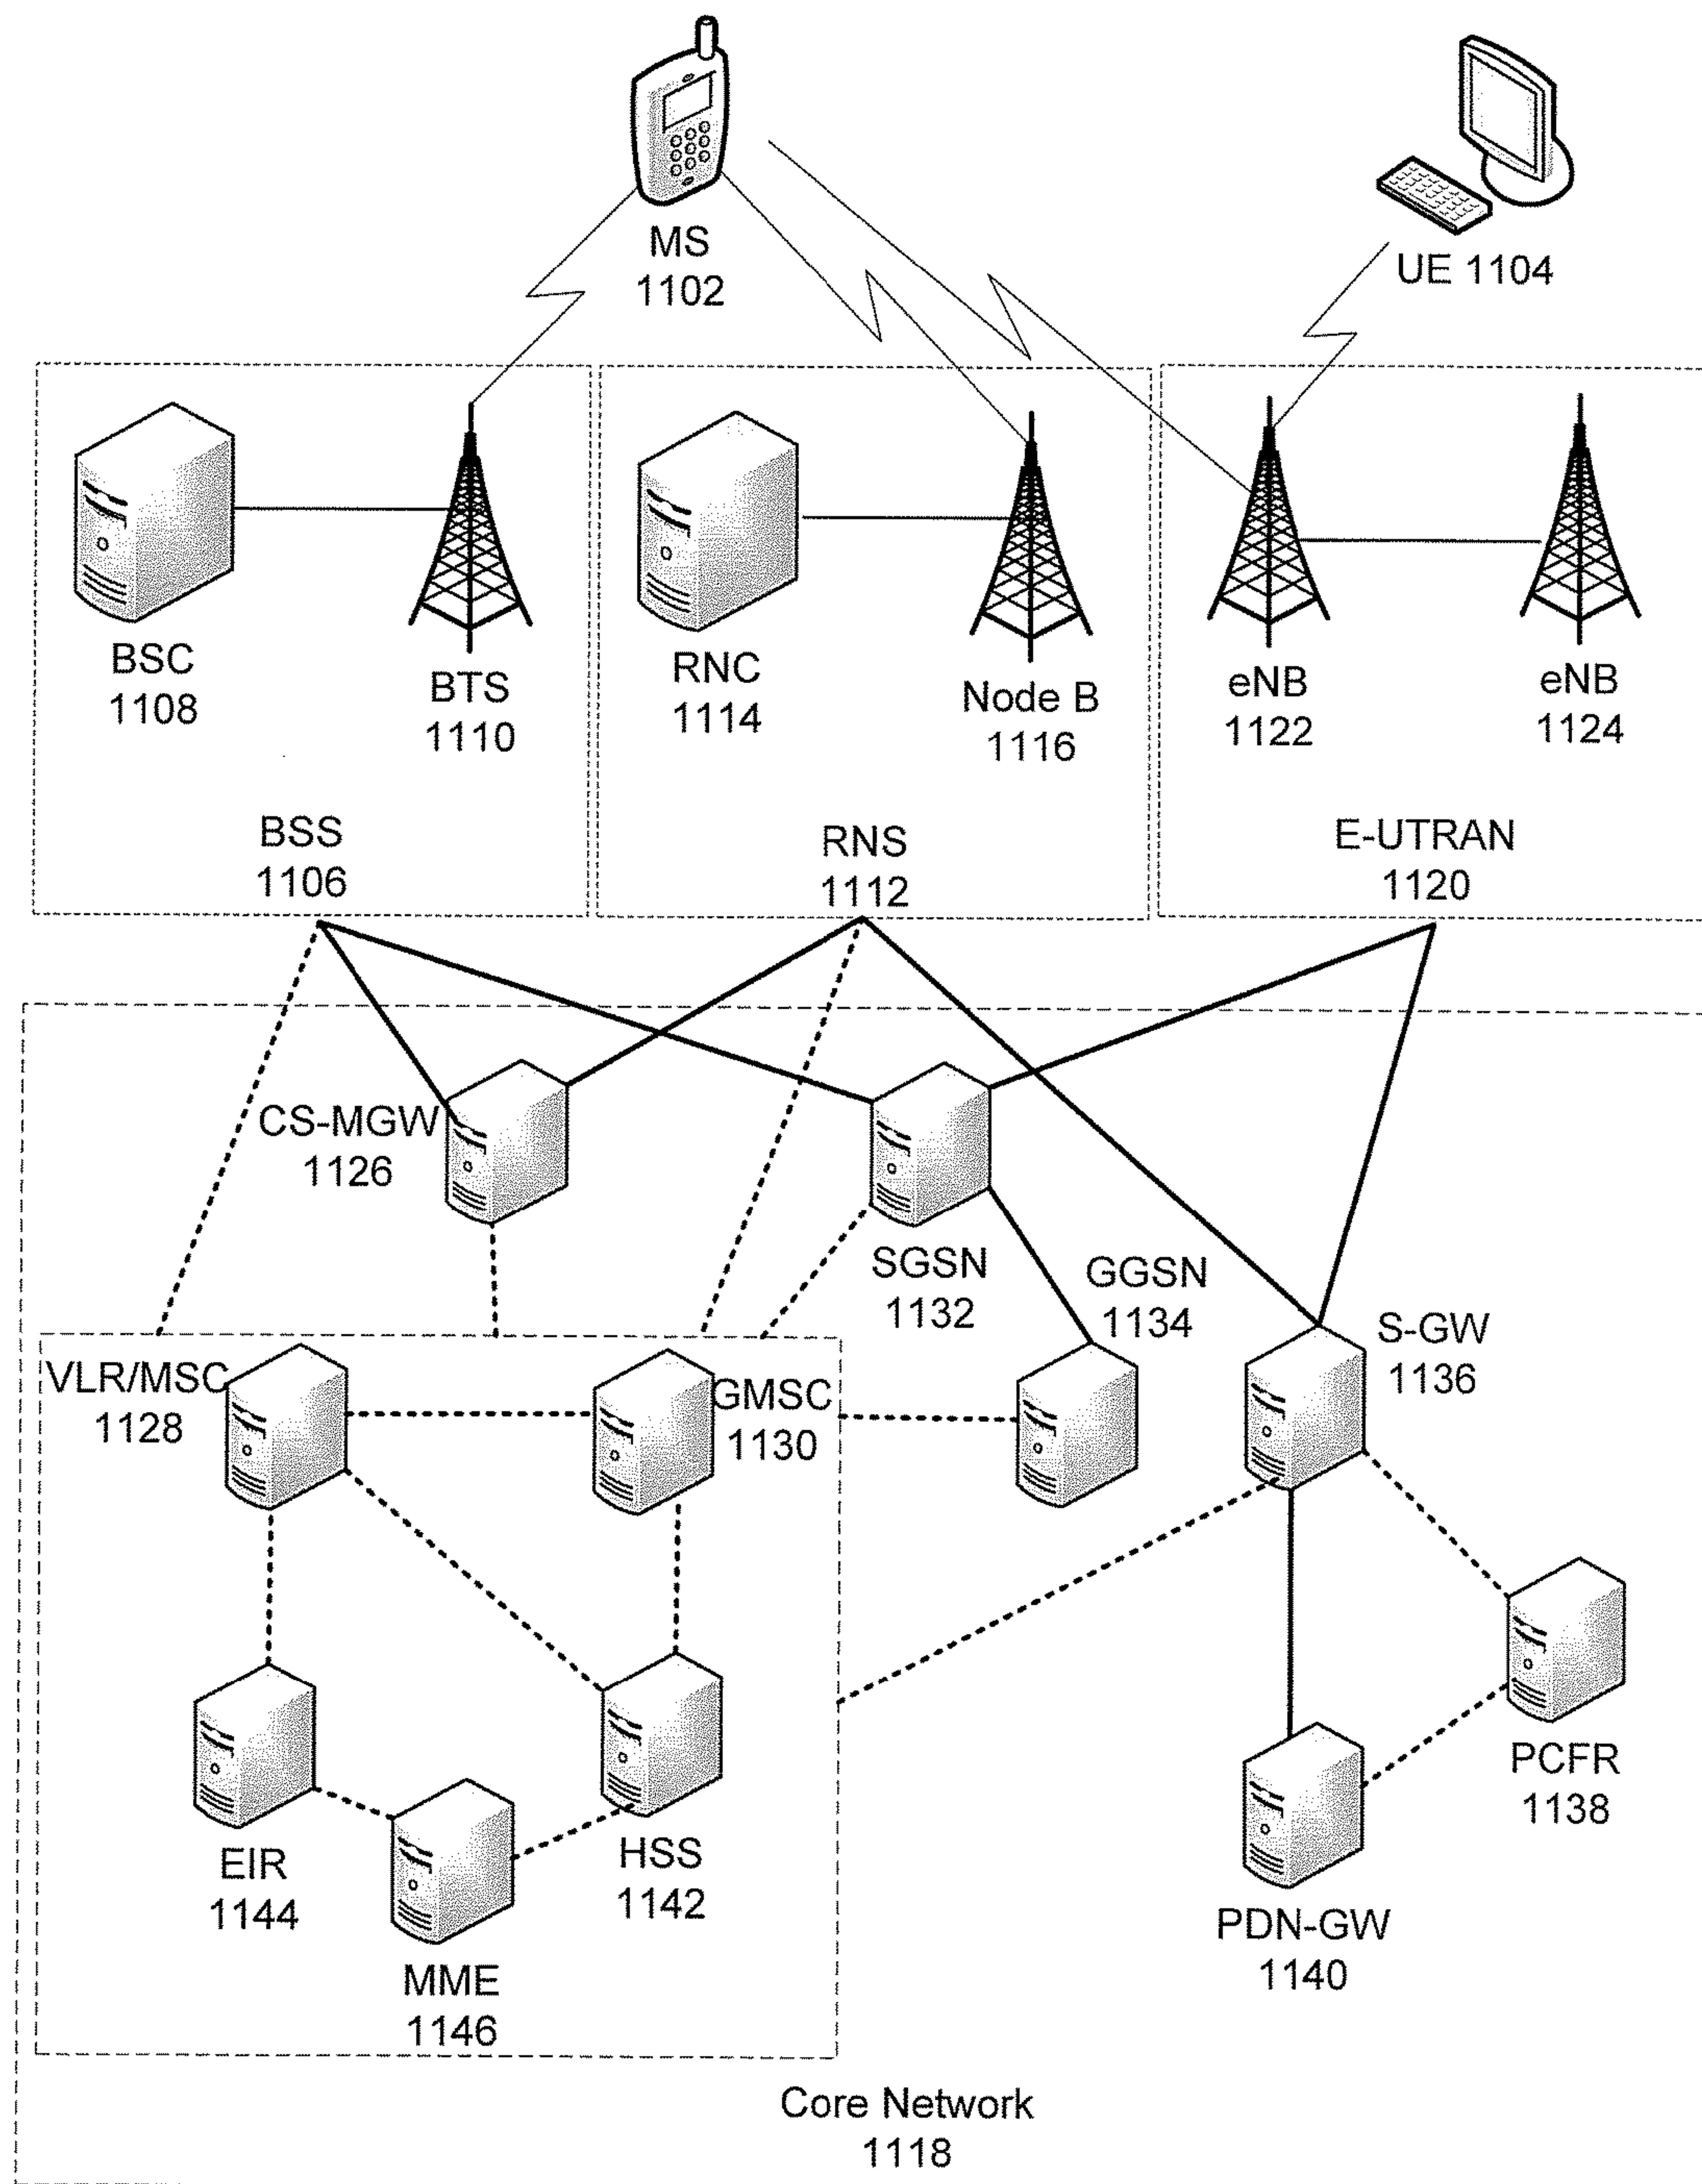 MS
1102
UE 1104
BSC
1108
BTS
1110
RNC
1114
Node B
1116
eNB
1122
eNB
1124
BSS
1106
RNS
1112
E-UTRAN
1120
CS-MGW
1126
SGSN
1132
GGSN
1134
S-GW
1136
VLR/MSC
1128
GMSC
1130
PCFR
1138
EIR
1144
HSS
1142
PDN-GW
1140
MME
1146
Core Network
1118